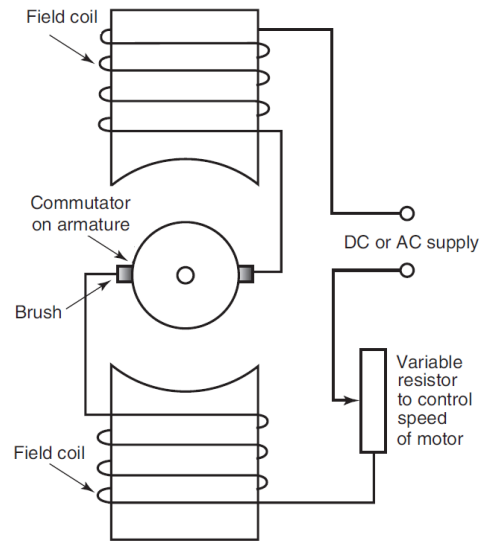 Field coil
Commutator
on armature
DC or AC supply
Brush
Variable
resistor
to control
speed
of motor
Field coil